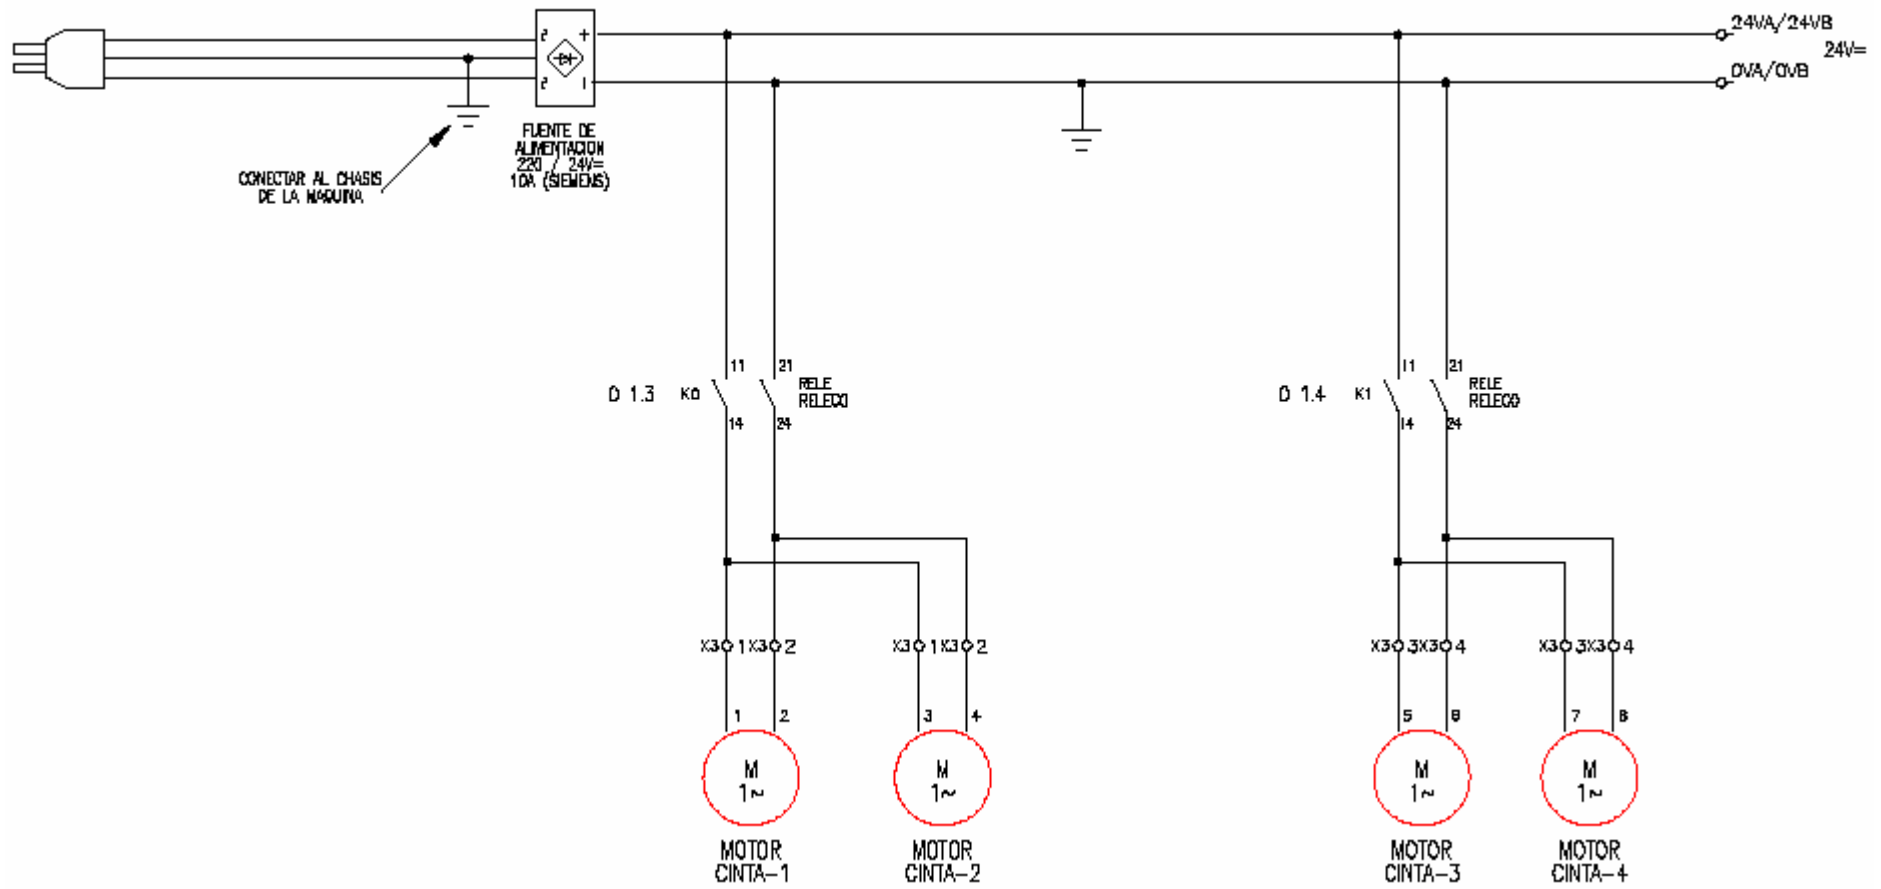 24VA/24VB
24V=
0VA/0VB
+
FUENTE DE
ALIMENTACION
220 / 24V=
10A (SIEMENS)
CONECTAR AL CHASIS
DE LA MAQUINA
11 21
D 1.3 K0 RELE
RELECO
14 24
11 21
D 1.4 K1 RELE
RELECO
14 24
X3 1 X3 2
X3 1 X3 2
X3 3 X3 4
X3 3 X3 4
1 2
3 4
5 6
7 8
M
1~
M
1~
M
1~
M
1~
MOTOR
CINTA-1
MOTOR
CINTA-2
MOTOR
CINTA-3
MOTOR
CINTA-4